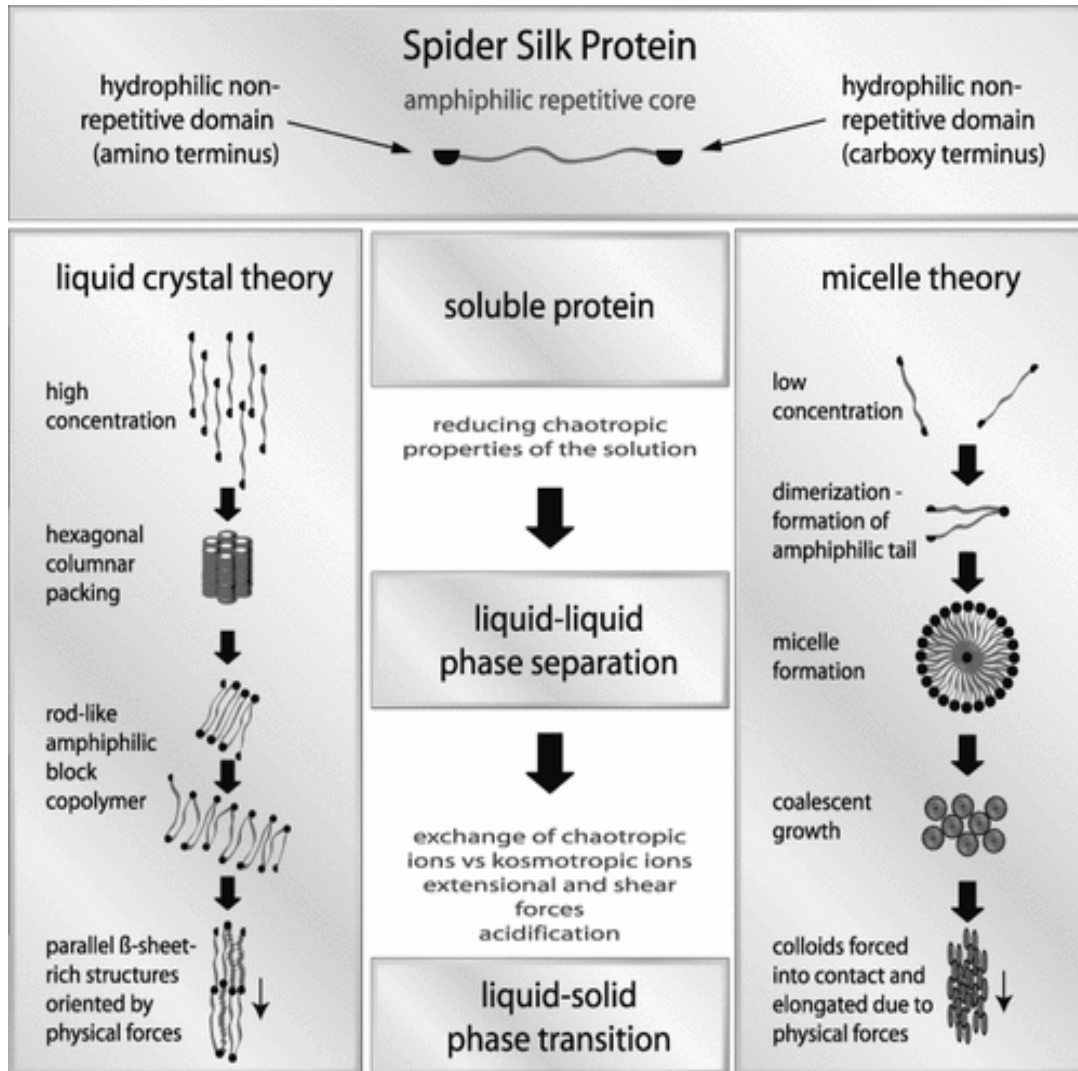 Spider Silk Protein
hydrophilic non-
repetitive domain
(amino terminus)
amphiphilic repetitive core
hydrophilic non-
repetitive domain
(carboxy terminus)
liquid crystal theory
high
concentration
hexagonal
columnar
packing
rod-like
amphiphilic
block
copolymer
parallel ß-sheet-
rich structures
oriented by
physical forces
soluble protein
reducing chaotropic
properties of the solution
liquid-liquid
phase separation
exchange of chaotropic
ions vs kosmotropic ions
extensional and shear
forces
acidification
liquid-solid
phase transition
micelle theory
low
concentration
dimerization -
formation of
amphiphilic tail
micelle
formation
coalescent
growth
colloids forced
into contact and
elongated due to
physical forces